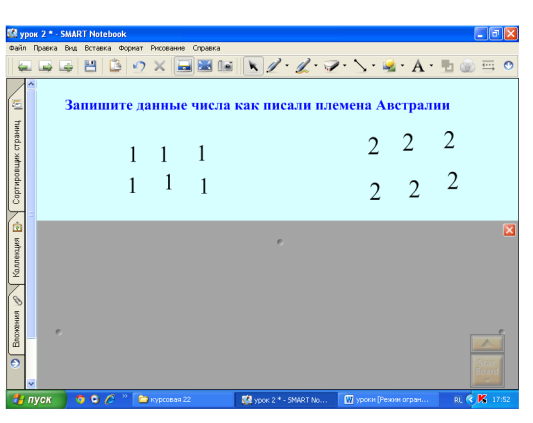 урок 2 * - SMART Notebook
Файл Правка Вид Вставка Формат Рисование Справка
Сортировщик страниц
Коллекция
Вложения
Запишите данные числа как писали племена Австралии
1 1 1
1 1 1
2 2 2
2 2 2
пуск
курсовая 22
урок 2 * - SMART No...
уроки [Режим огран...
RL
17:52